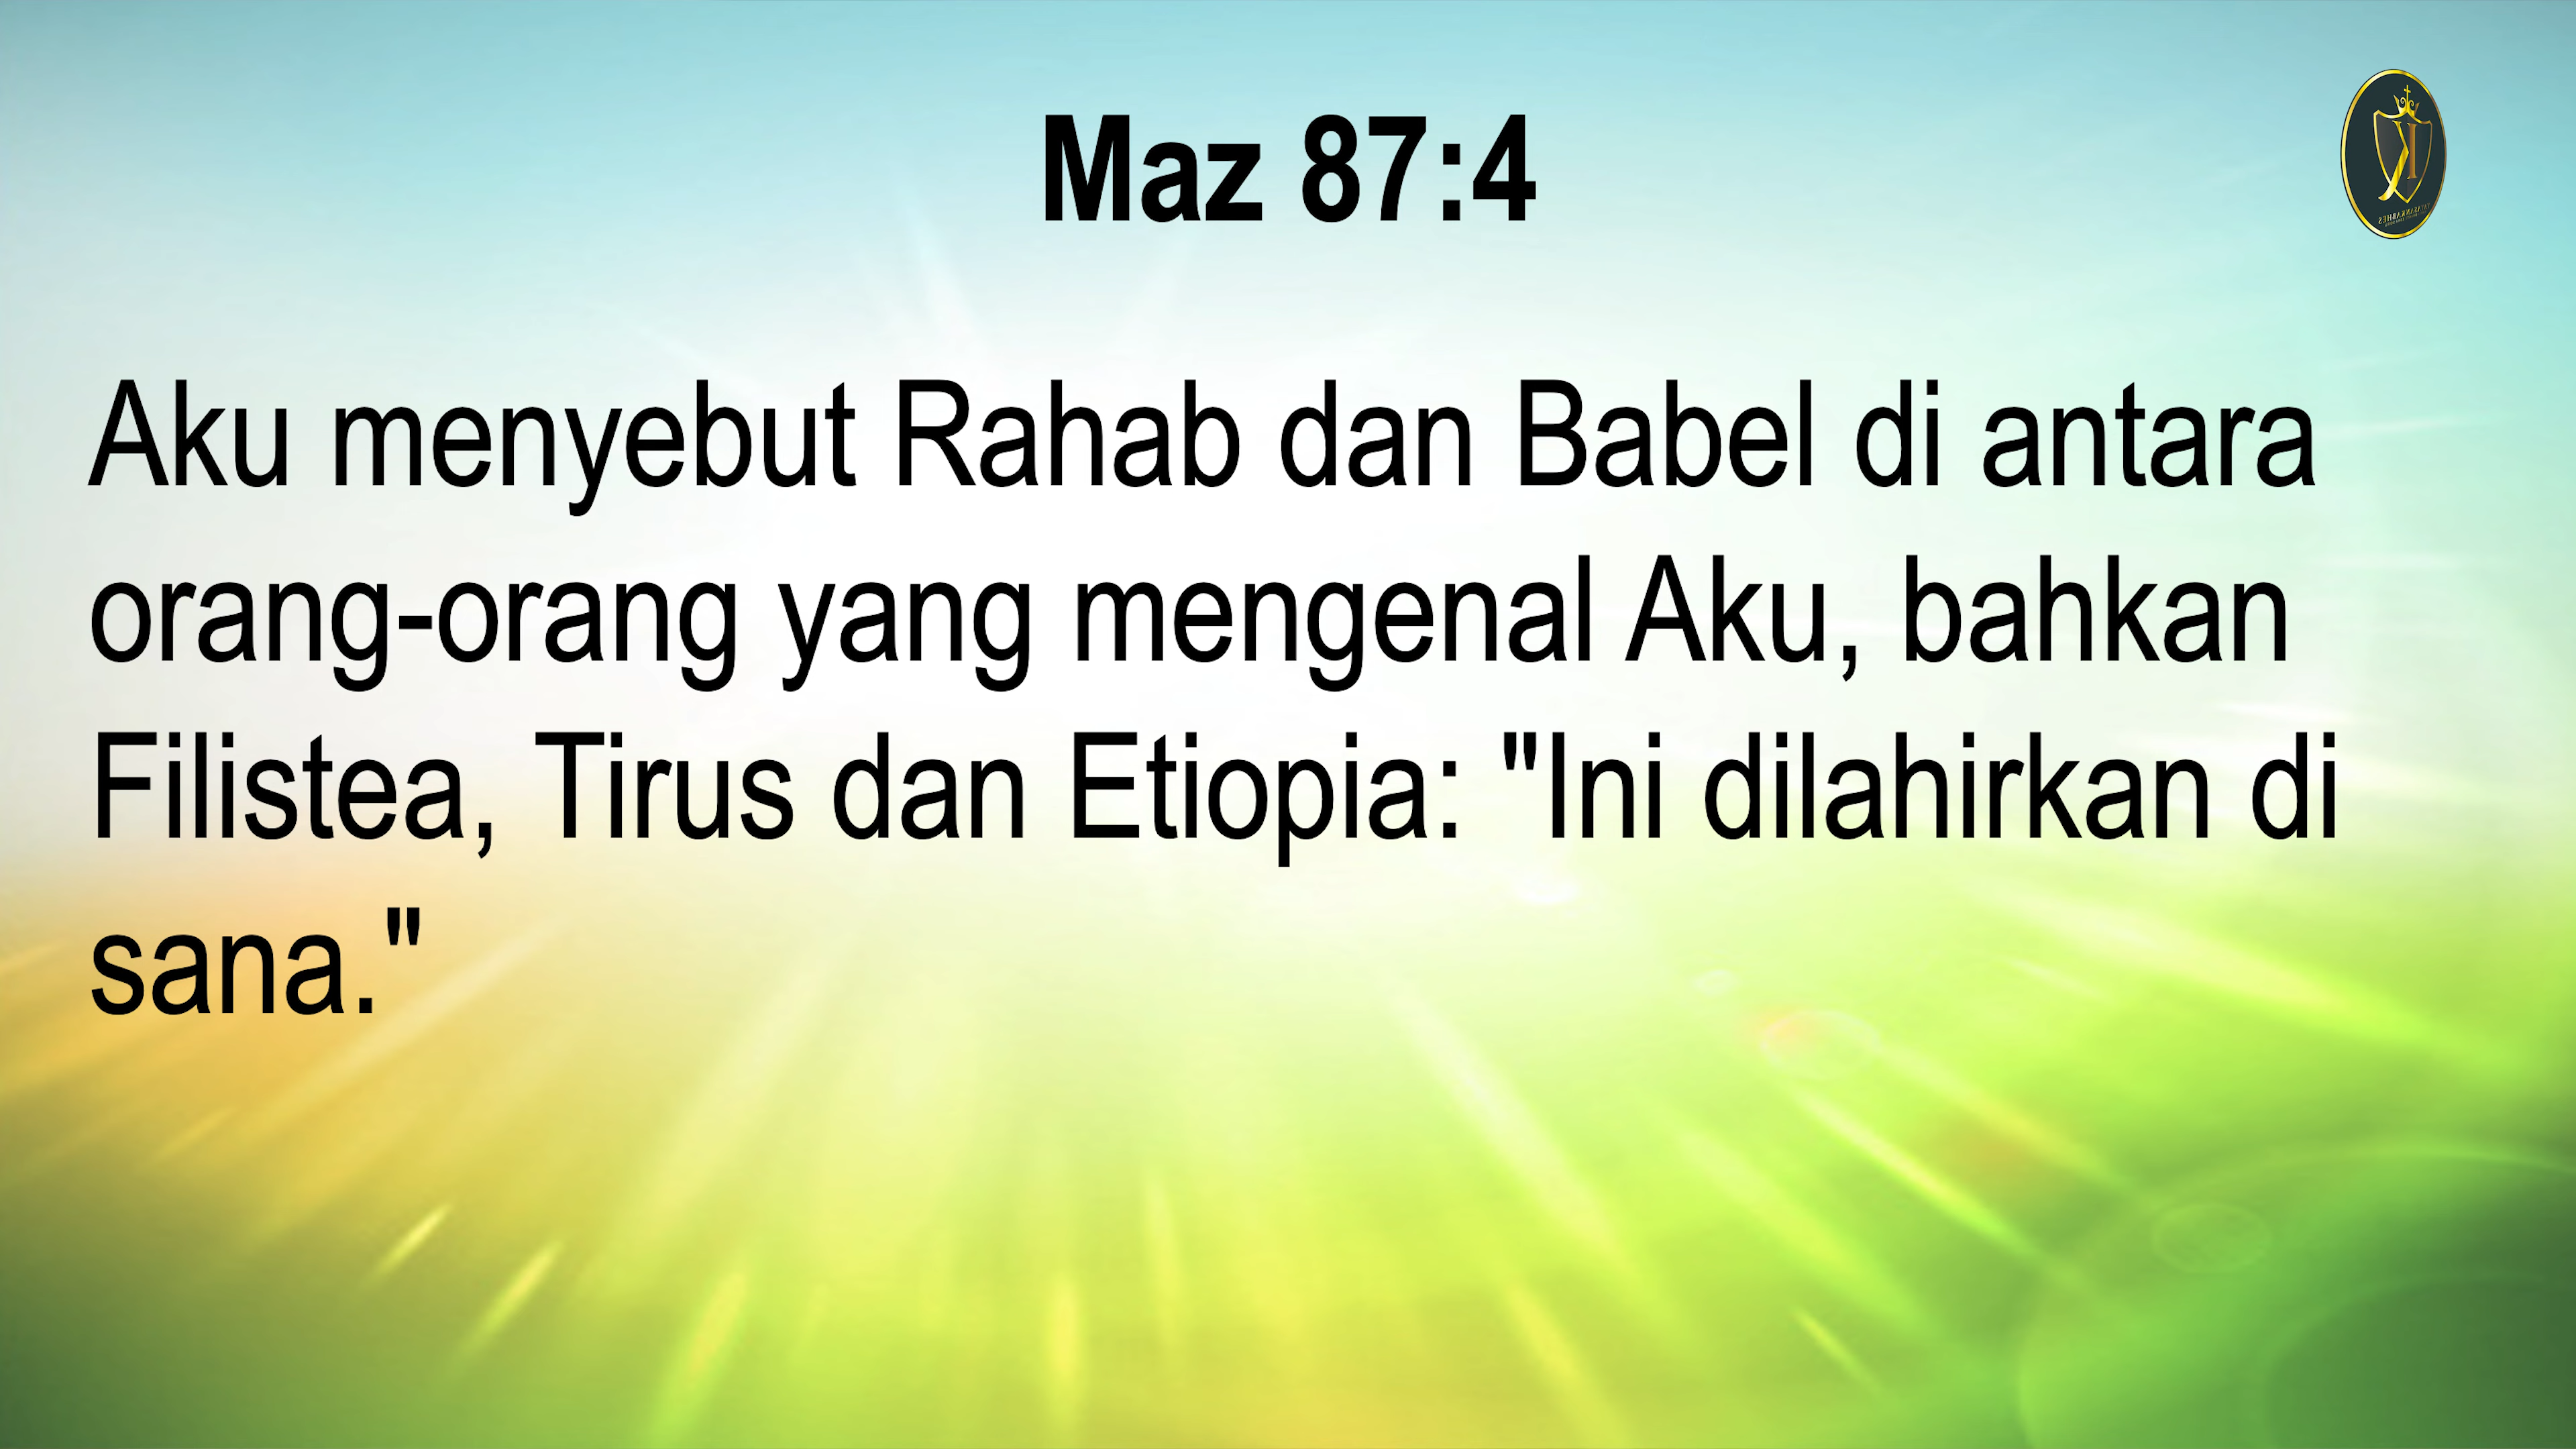 Maz 87:4
Aku menyebut Rahab dan Babel di antara
orang-orang yang mengenal Aku, bahkan
Filistea, Tirus dan Etiopia: "Ini dilahirkan di
sana."